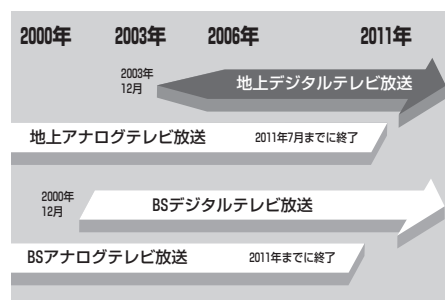 2000年 2003年 2006年 2011年
2003年
12月
地上デジタルテレビ放送
地上アナログテレビ放送 2011年7月までに終了
2000年
12月
BSデジタルテレビ放送
BSアナログテレビ放送 2011年までに終了